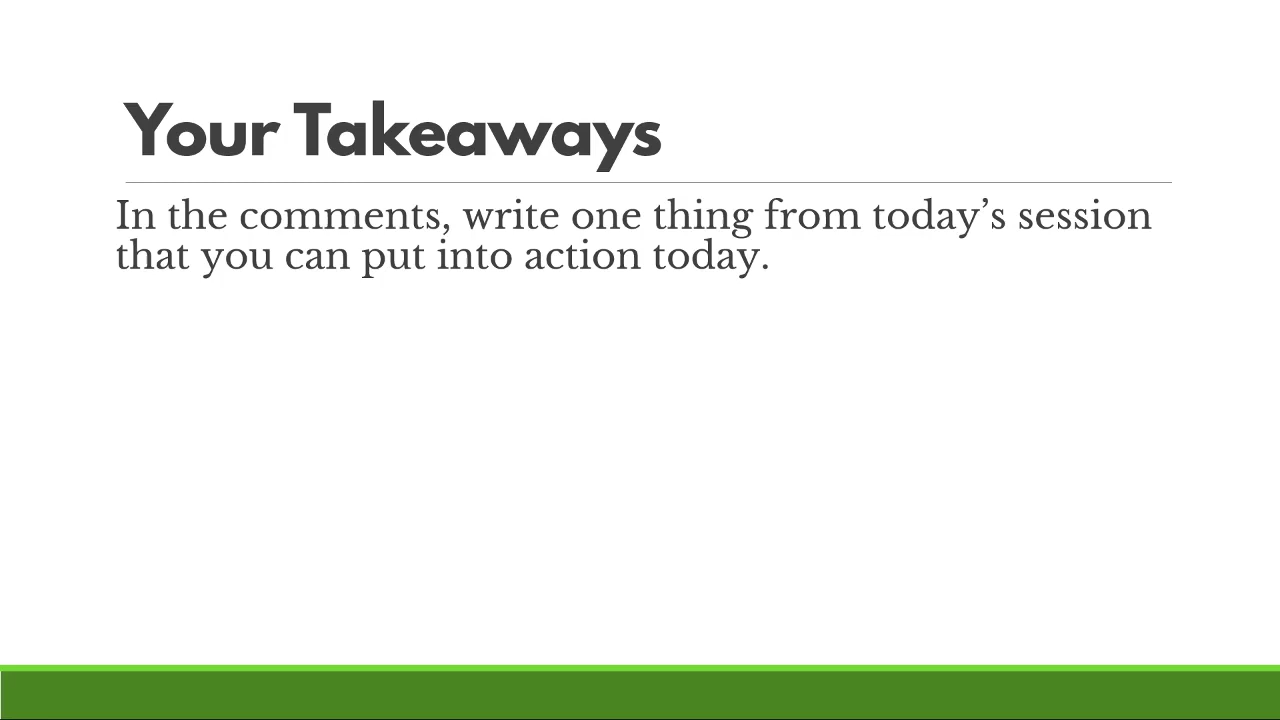 Your Takeaways
In the comments, write one thing from today’s session
that you can put into action today.